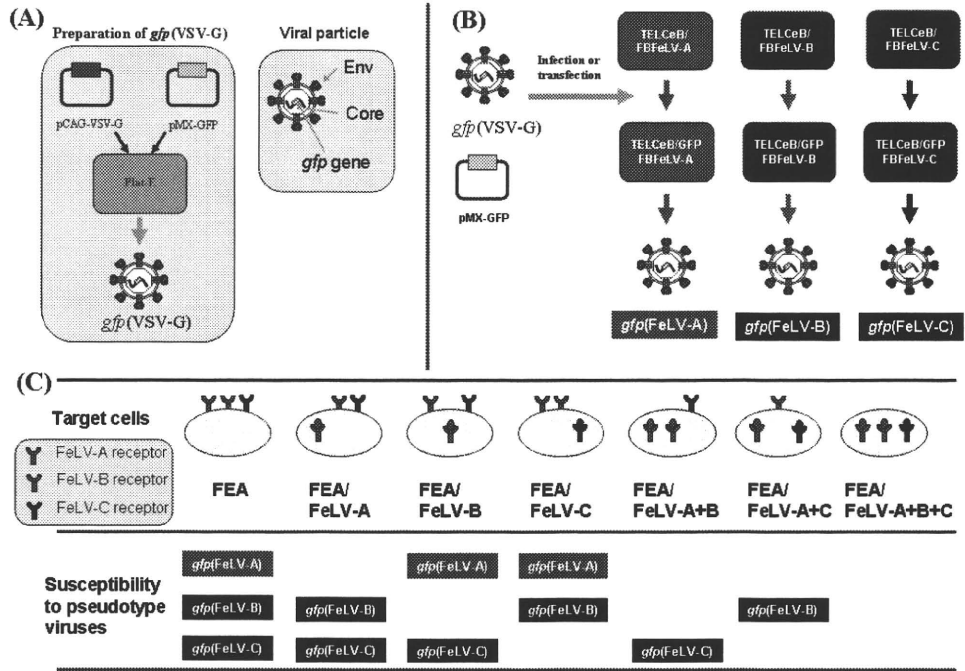 (A)
Preparation of gfp(VSV-G)
pCAG-VSV-G
pMX-GFP
Plat-E
gfp(VSV-G)
Viral particle
Env
Core
gfp gene
(B)
Infection or
transfection
gfp(VSV-G)
pMX-GFP
TELCeB/
FBFeLV-A
TELCeB/
FBFeLV-B
TELCeB/
FBFeLV-C
TELCeB/GFP
FBFeLV-A
TELCeB/GFP
FBFeLV-B
TELCeB/GFP
FBFeLV-C
gfp(FeLV-A)
gfp(FeLV-B)
gfp(FeLV-C)
(C)
Target cells
FeLV-A receptor
FeLV-B receptor
FeLV-C receptor
FEA
FEA/
FeLV-A
FEA/
FeLV-B
FEA/
FeLV-C
FEA/
FeLV-A+B
FEA/
FeLV-A+C
FEA/
FeLV-A+B+C
Susceptibility
to pseudotype
viruses
gfp(FeLV-A)
gfp(FeLV-A)
gfp(FeLV-A)
gfp(FeLV-B)
gfp(FeLV-B)
gfp(FeLV-B)
gfp(FeLV-B)
gfp(FeLV-C)
gfp(FeLV-C)
gfp(FeLV-C)
gfp(FeLV-C)